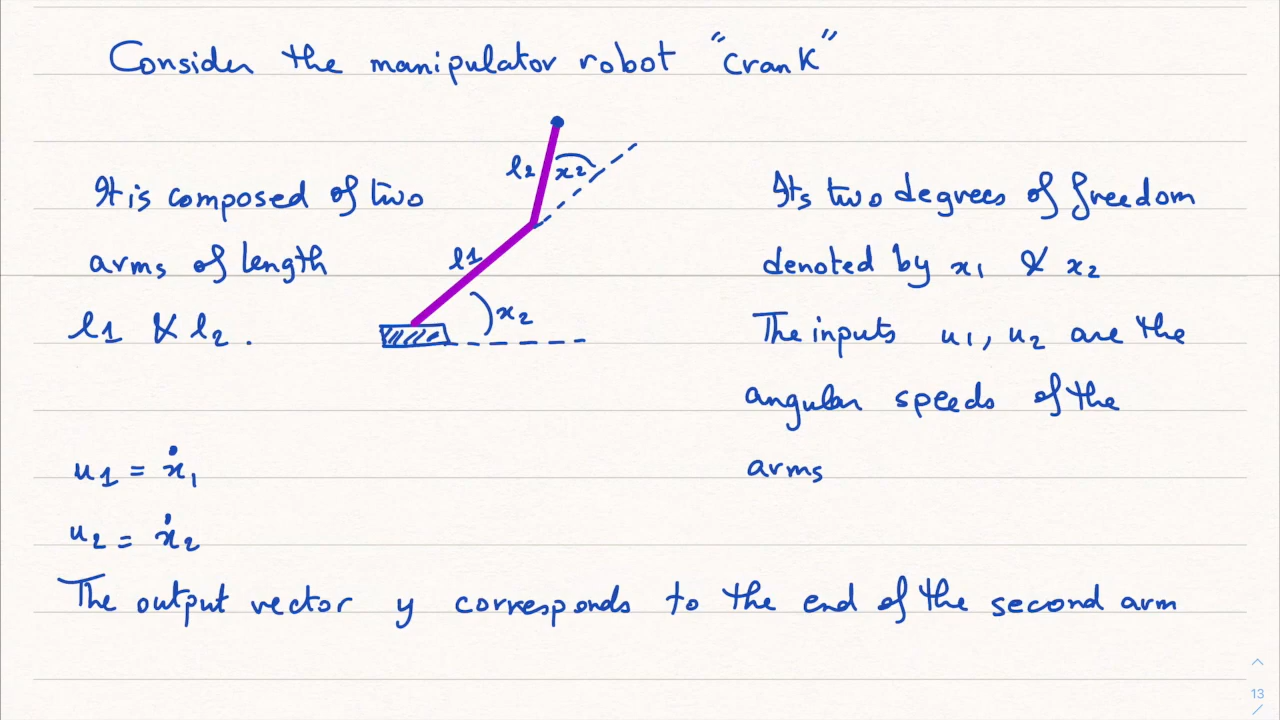 Consider the manipulator robot "crank"
It is composed of two
arms of length
l1 & l2.
l2
x2
l1
x2
Its two degrees of freedom
denoted by x1 & x2
The inputs u1, u2 are the
angular speeds of the
arms
u1 = ẋ1
u2 = ẋ2
The output vector y corresponds to the end of the second arm
13